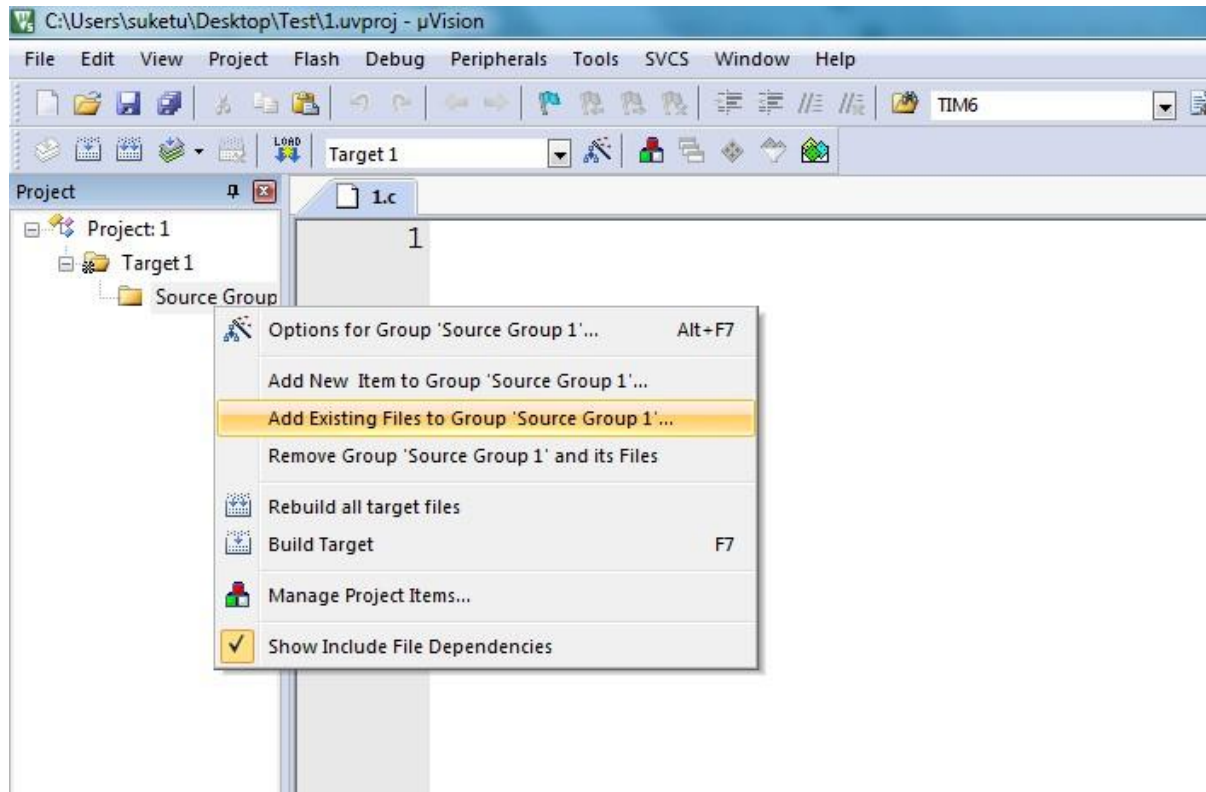 C:\Users\suketu\Desktop\Test\1.uvproj - µVision
File Edit View Project Flash Debug Peripherals Tools SVCS Window Help
TIM6
LOAD Target 1
Project
1.c
Project: 1
1
Target 1
Source Group
Options for Group 'Source Group 1'... Alt+F7
Add New Item to Group 'Source Group 1'...
Add Existing Files to Group 'Source Group 1'...
Remove Group 'Source Group 1' and its Files
Rebuild all target files
Build Target F7
Manage Project Items...
Show Include File Dependencies